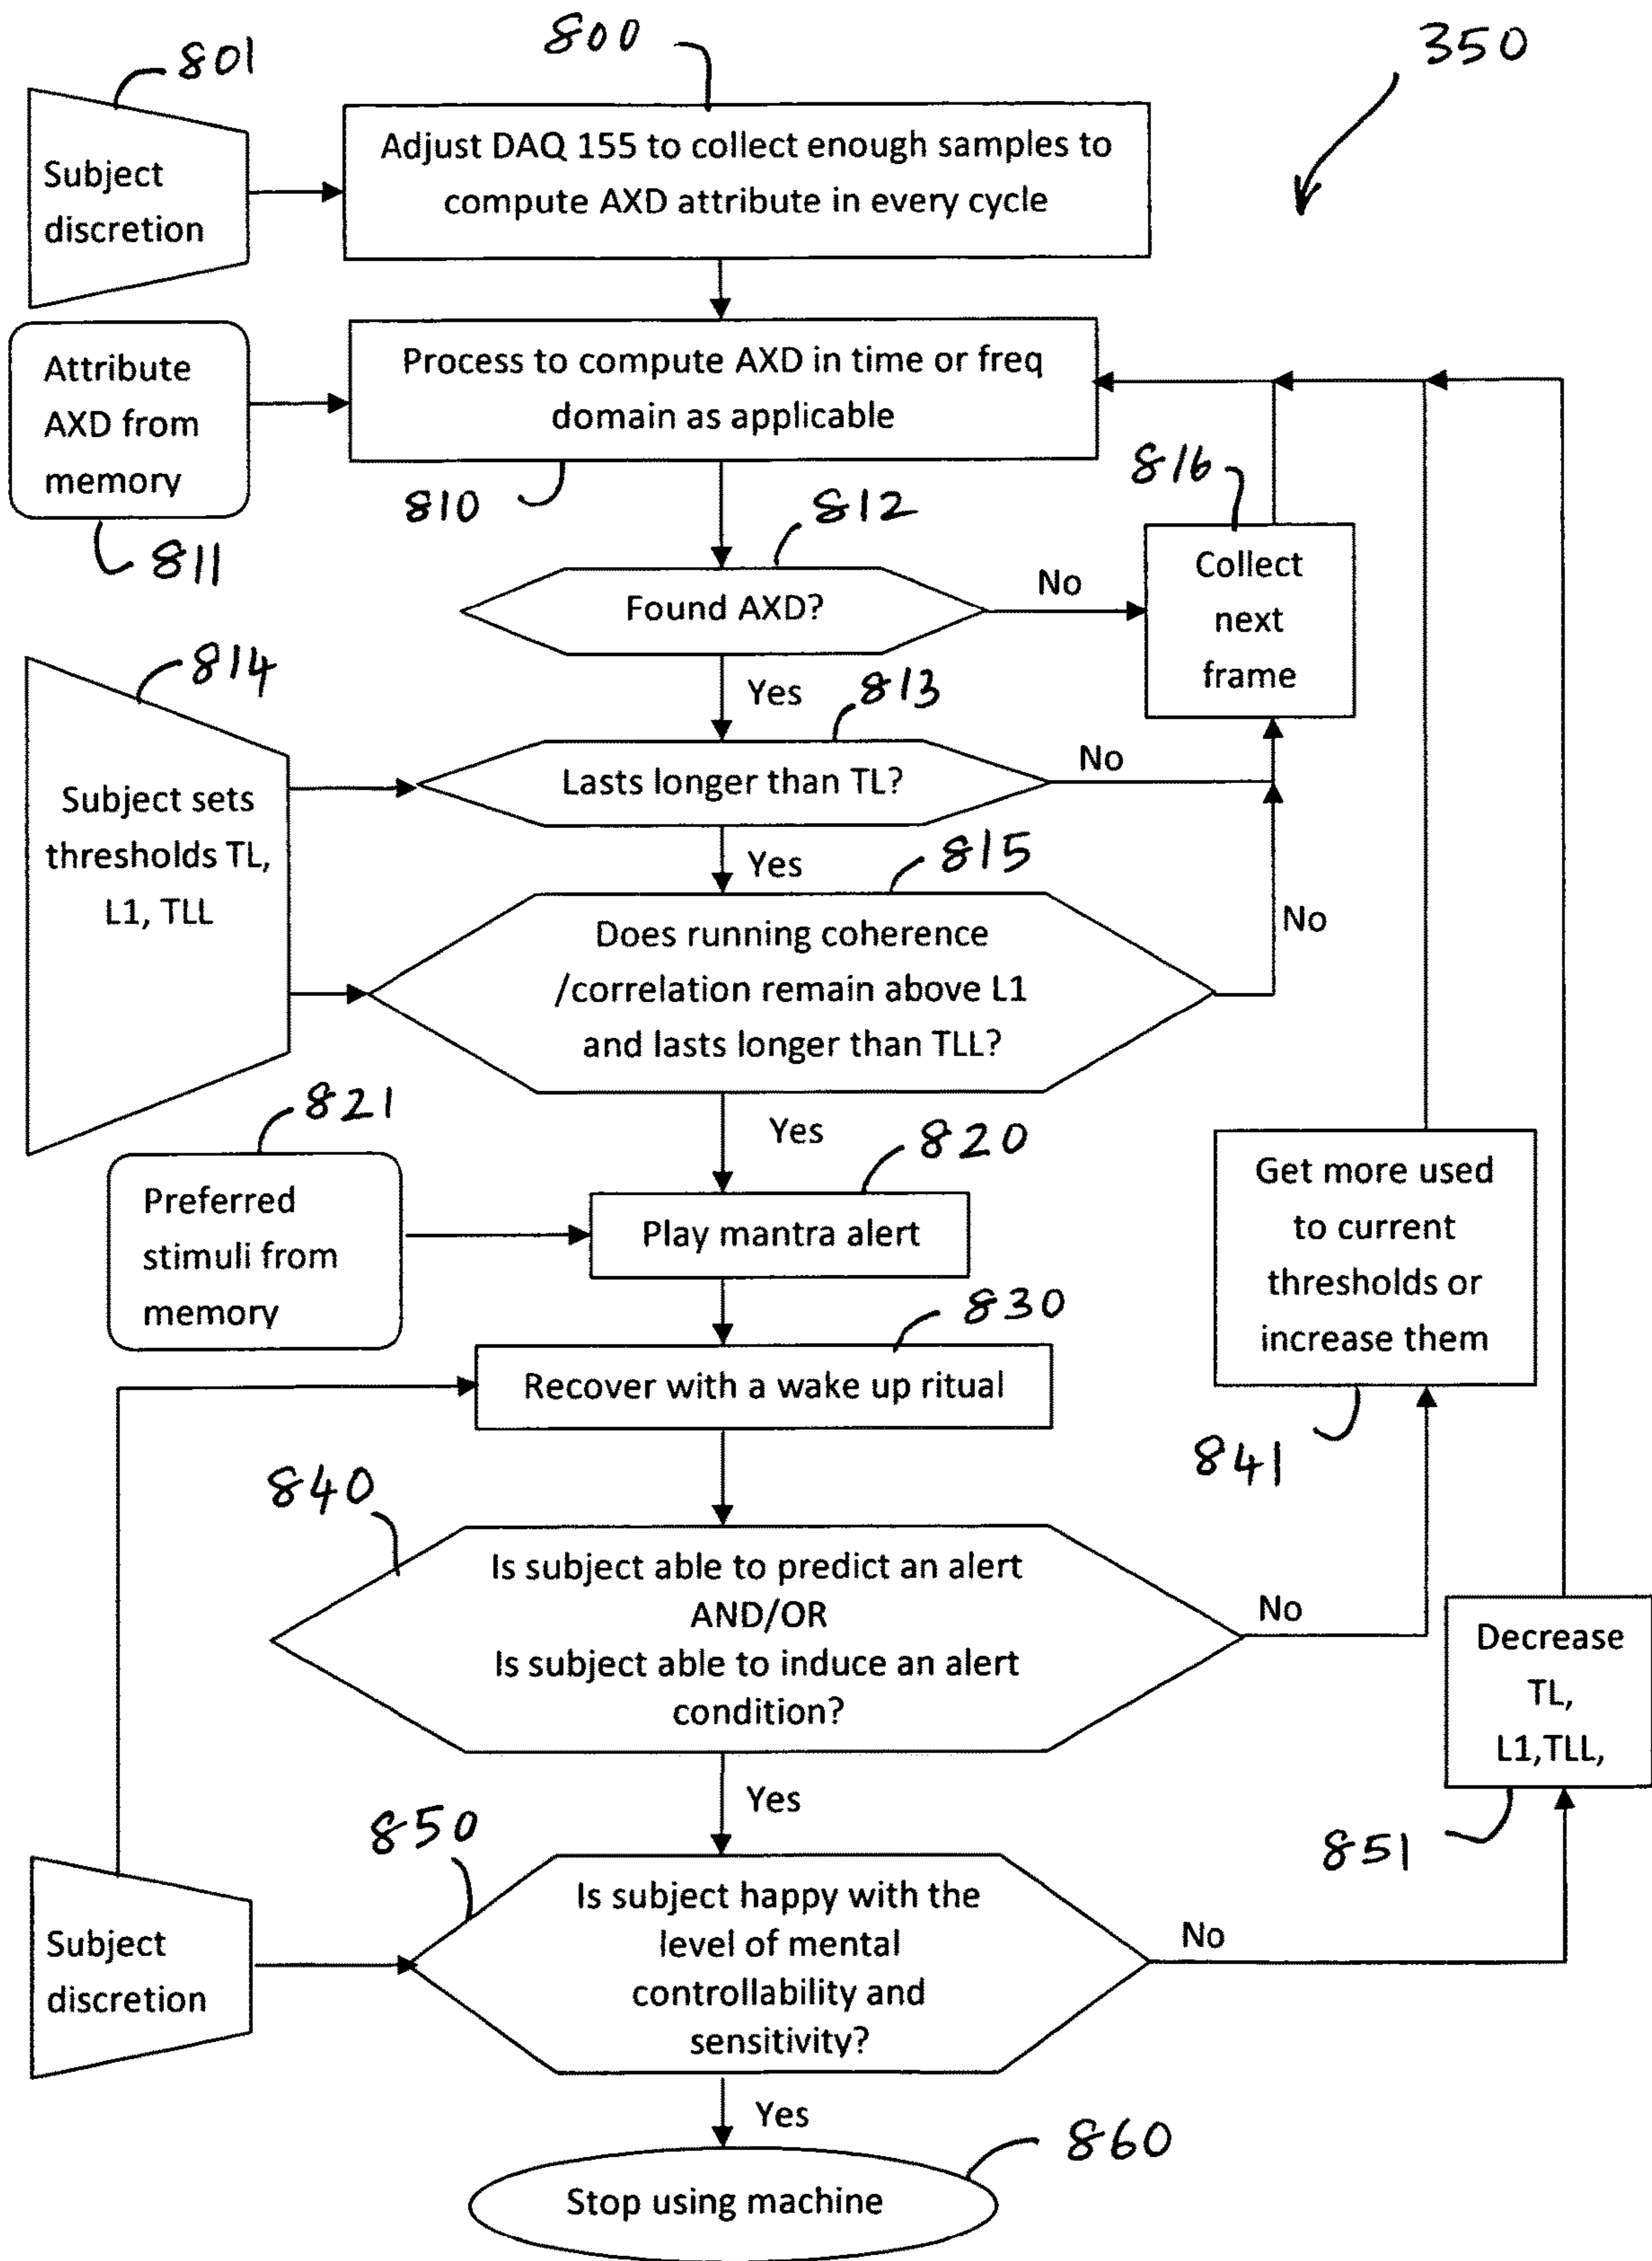 801
800
350
Subject
discretion
Adjust DAQ 155 to collect enough samples to
compute AXD attribute in every cycle
Attribute
AXD from
memory
811
Process to compute AXD in time or freq
domain as applicable
810
812
816
Found AXD?
No
Collect
next
frame
Yes
814
813
Subject sets
thresholds TL,
L1, TLL
Lasts longer than TL?
No
Yes
815
Does running coherence
/correlation remain above L1
and lasts longer than TLL?
No
Yes
821
820
Preferred
stimuli from
memory
Play mantra alert
830
Recover with a wake up ritual
Get more used
to current
thresholds or
increase them
841
840
Is subject able to predict an alert
AND/OR
Is subject able to induce an alert
condition?
No
Yes
Decrease
TL,
L1,TLL,
851
850
Subject
discretion
Is subject happy with the
level of mental
controllability and
sensitivity?
No
Yes
860
Stop using machine